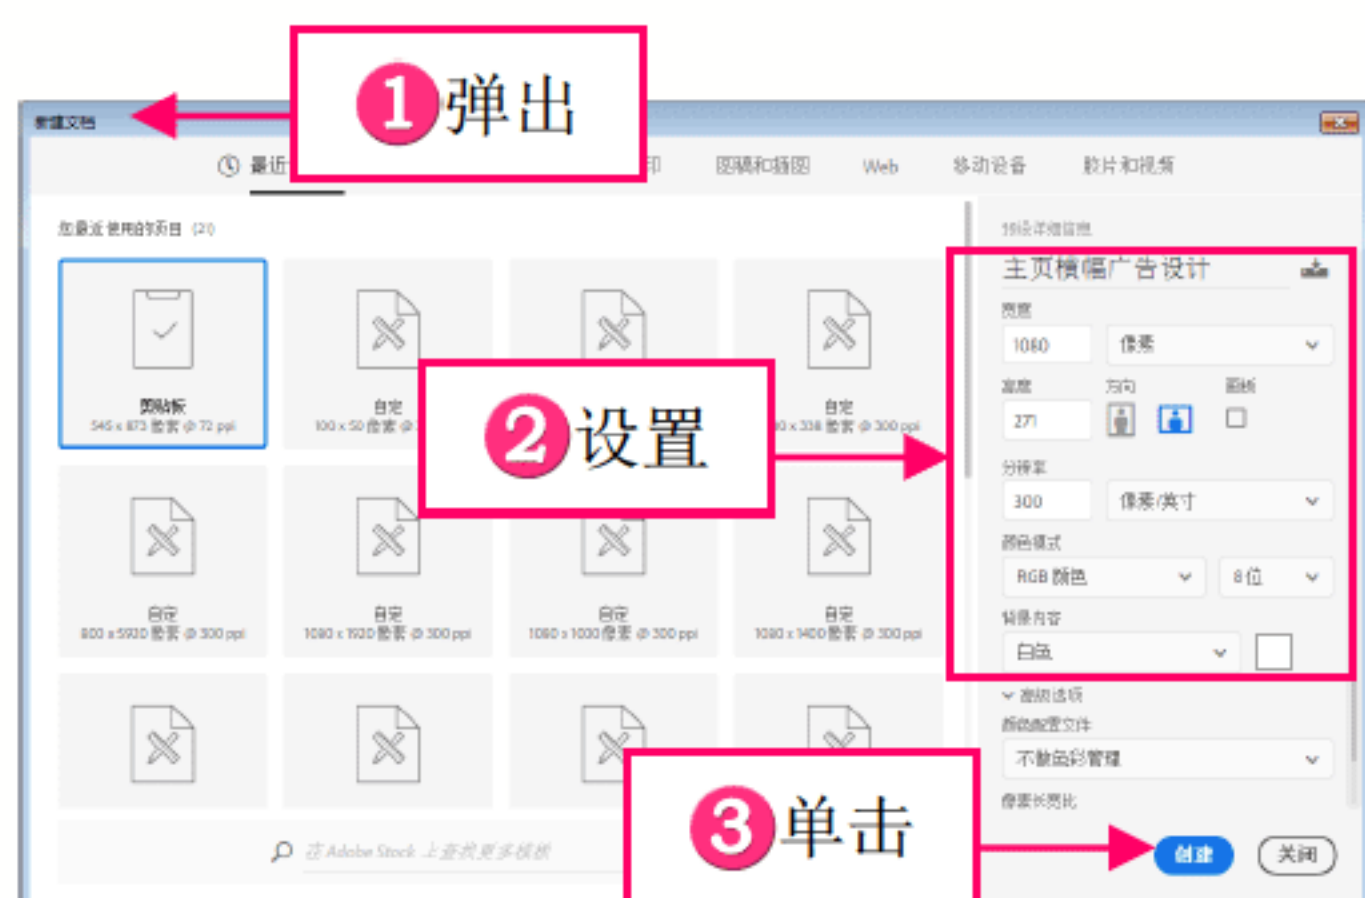 1弹出
新建文档
最近
印
图稿和插图
Web
移动设备
胶片和视频
您最近使用的项目 (21)
剪贴板
545 x 873 像素 @ 72 ppi
自定
100 x 50 像素 @
自定
x 338 像素 @ 300 ppi
2设置
自定
800 x 5920 像素 @ 300 ppi
自定
1080 x 1920 像素 @ 300 ppi
自定
1080 x 1000 像素 @ 300 ppi
自定
1080 x 1400 像素 @ 300 ppi
在 Adobe Stock 上查找更多模板
预设详细信息
主页横幅广告设计
宽度
1080 像素
高度 方向 画板
271
分辨率
300 像素/英寸
颜色模式
RGB 颜色 8位
背景内容
白色
高级选项
颜色配置文件
不做色彩管理
像素长宽比
3单击
创建 关闭